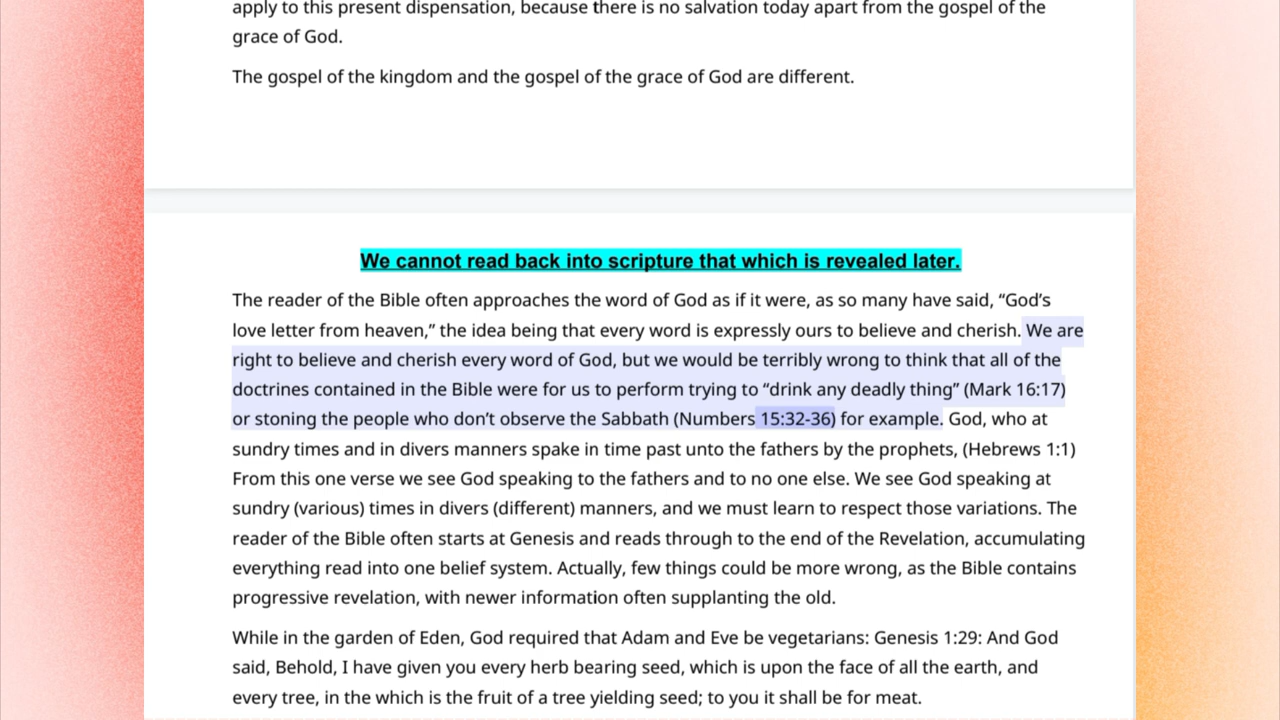 apply to this present dispensation, because there is no salvation today apart from the gospel of the
grace of God.
The gospel of the kingdom and the gospel of the grace of God are different.
We cannot read back into scripture that which is revealed later.
The reader of the Bible often approaches the word of God as if it were, as so many have said, “God’s
love letter from heaven,” the idea being that every word is expressly ours to believe and cherish. We are
right to believe and cherish every word of God, but we would be terribly wrong to think that all of the
doctrines contained in the Bible were for us to perform trying to “drink any deadly thing” (Mark 16:17)
or stoning the people who don’t observe the Sabbath (Numbers 15:32-36) for example. God, who at
sundry times and in divers manners spake in time past unto the fathers by the prophets, (Hebrews 1:1)
From this one verse we see God speaking to the fathers and to no one else. We see God speaking at
sundry (various) times in divers (different) manners, and we must learn to respect those variations. The
reader of the Bible often starts at Genesis and reads through to the end of the Revelation, accumulating
everything read into one belief system. Actually, few things could be more wrong, as the Bible contains
progressive revelation, with newer information often supplanting the old.
While in the garden of Eden, God required that Adam and Eve be vegetarians: Genesis 1:29: And God
said, Behold, I have given you every herb bearing seed, which is upon the face of all the earth, and
every tree, in the which is the fruit of a tree yielding seed; to you it shall be for meat.